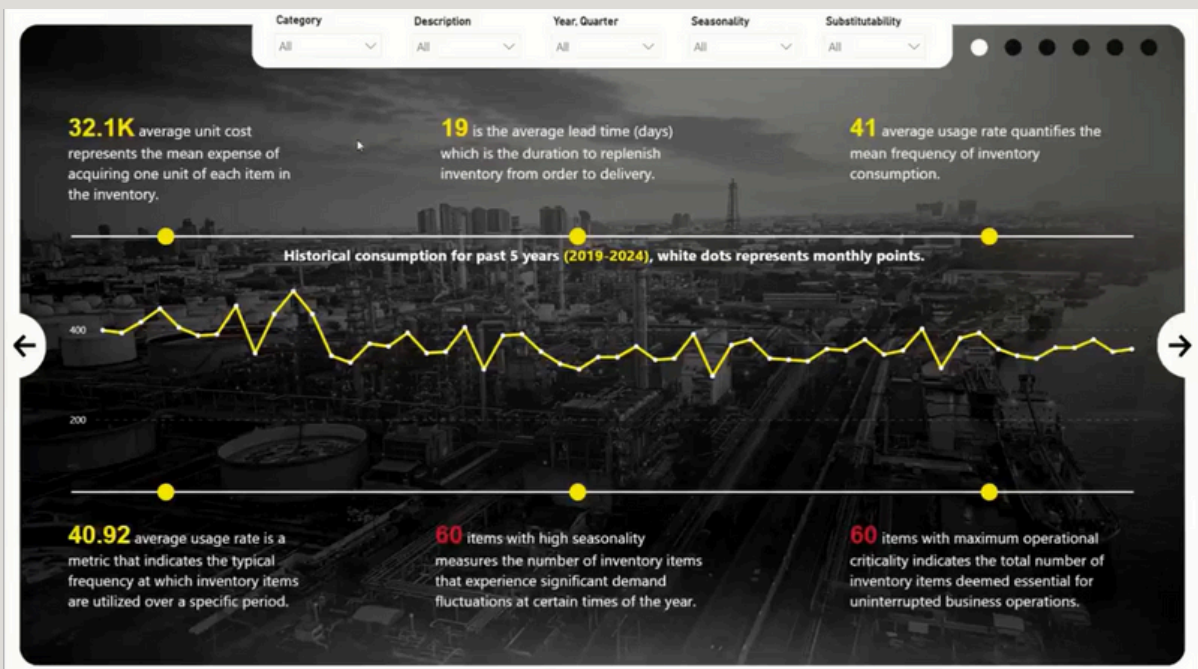 Category Description Year, Quarter Seasonality Substitutability
All All All All All
32.1K average unit cost
represents the mean expense of
acquiring one unit of each item in
the inventory.
19 is the average lead time (days)
which is the duration to replenish
inventory from order to delivery.
41 average usage rate quantifies the
mean frequency of inventory
consumption.
Historical consumption for past 5 years (2019-2024), white dots represents monthly points.
400
200
40.92 average usage rate is a
metric that indicates the typical
frequency at which inventory items
are utilized over a specific period.
60 items with high seasonality
measures the number of inventory items
that experience significant demand
fluctuations at certain times of the year.
60 items with maximum operational
criticality indicates the total number of
inventory items deemed essential for
uninterrupted business operations.